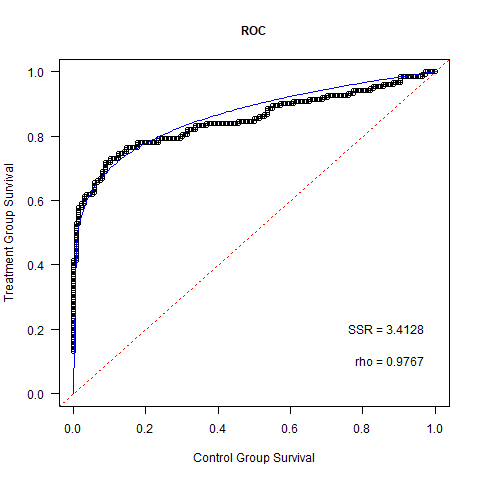 ROC
Treatment Group Survival
1.0
0.8
0.6
0.4
0.2
0.0
SSR = 3.4128
rho = 0.9767
0.0 0.2 0.4 0.6 0.8 1.0
Control Group Survival